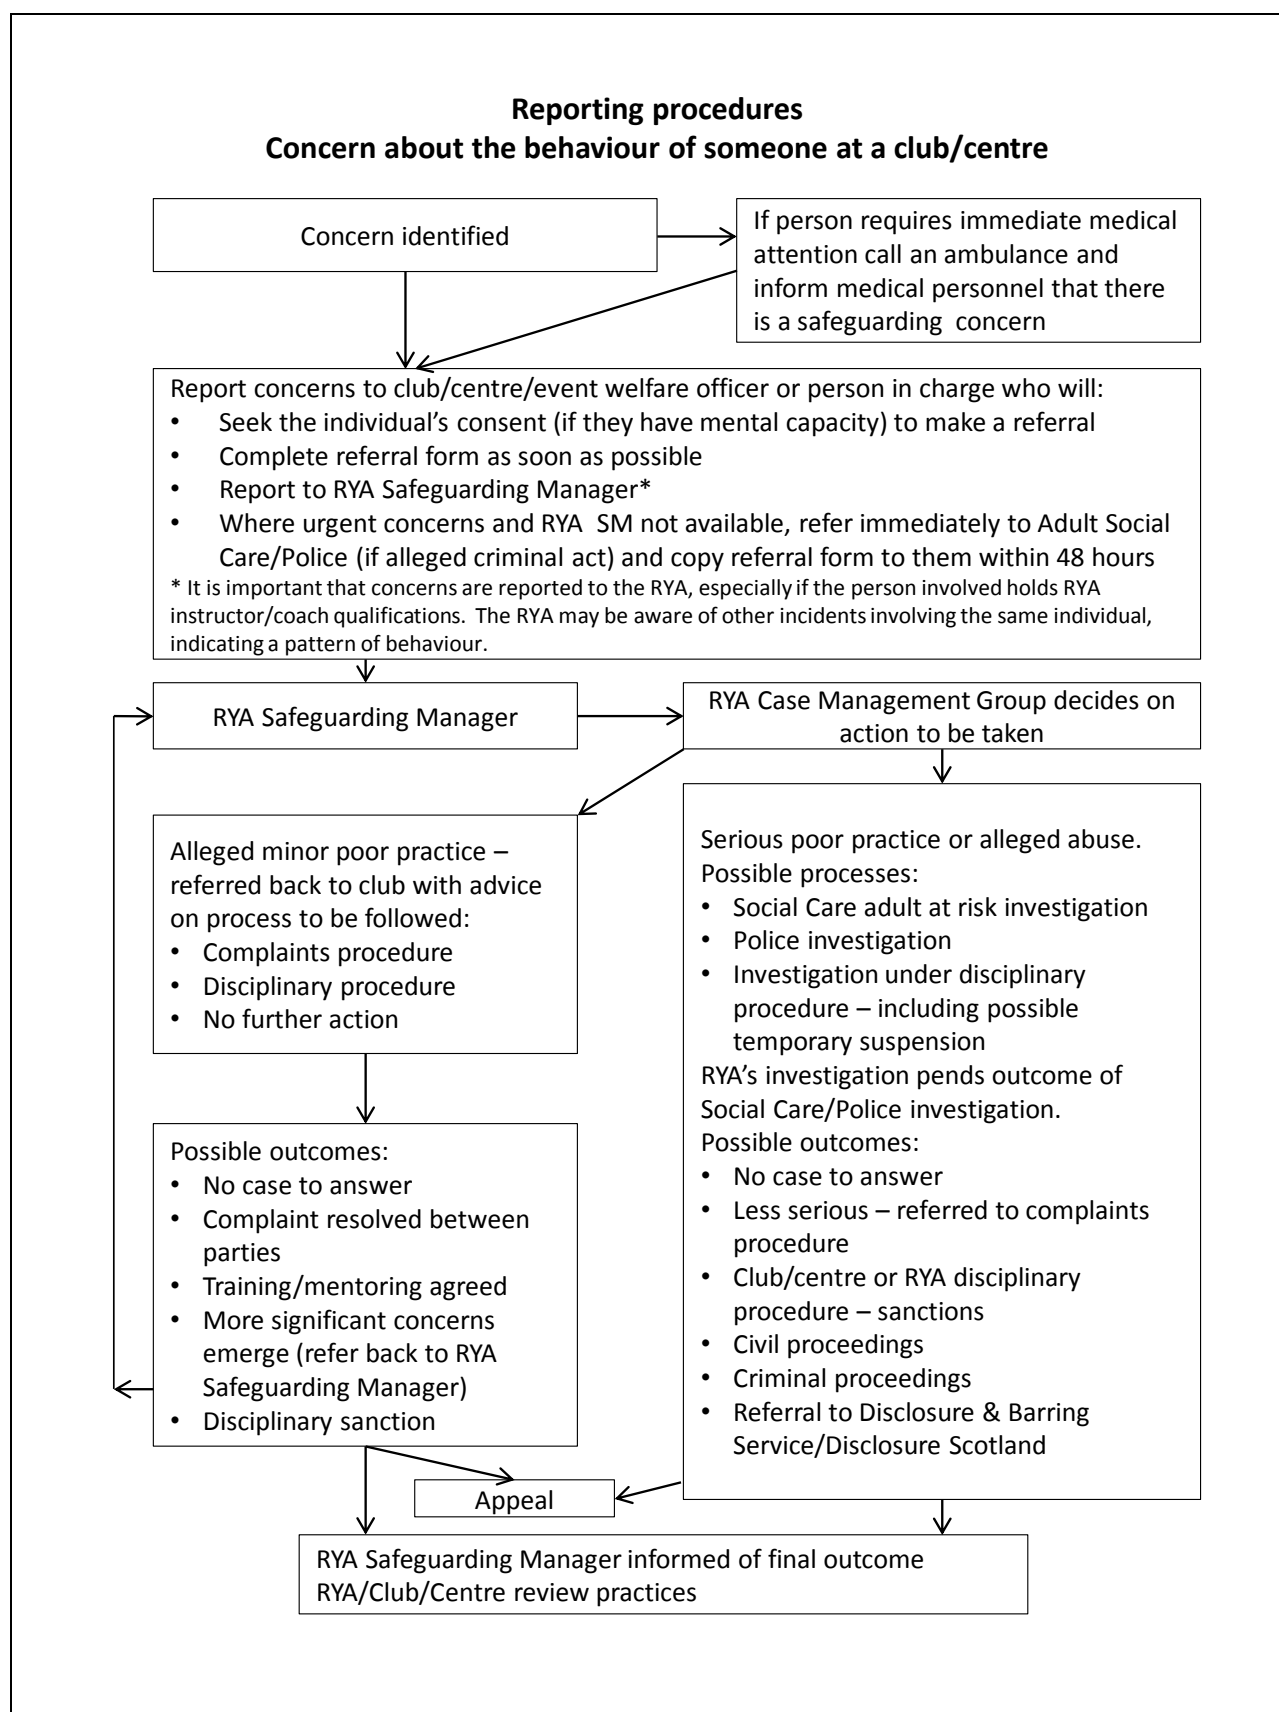 Reporting procedures
Concern about the behaviour of someone at a club/centre
Concern identified
If person requires immediate medical
attention call an ambulance and
inform medical personnel that there
is a safeguarding concern
Report concerns to club/centre/event welfare officer or person in charge who will:
• Seek the individual's consent (if they have mental capacity) to make a referral
• Complete referral form as soon as possible
• Report to RYA Safeguarding Manager*
• Where urgent concerns and RYA SM not available, refer immediately to Adult Social
Care/Police (if alleged criminal act) and copy referral form to them within 48 hours
* It is important that concerns are reported to the RYA, especially if the person involved holds RYA
instructor/coach qualifications. The RYA may be aware of other incidents involving the same individual,
indicating a pattern of behaviour.
RYA Safeguarding Manager
RYA Case Management Group decides on
action to be taken
Alleged minor poor practice –
referred back to club with advice
on process to be followed:
• Complaints procedure
• Disciplinary procedure
• No further action
Serious poor practice or alleged abuse.
Possible processes:
• Social Care adult at risk investigation
• Police investigation
• Investigation under disciplinary
procedure – including possible
temporary suspension
RYA's investigation pends outcome of
Social Care/Police investigation.
Possible outcomes:
• No case to answer
• Less serious – referred to complaints
procedure
• Club/centre or RYA disciplinary
procedure – sanctions
• Civil proceedings
• Criminal proceedings
• Referral to Disclosure & Barring
Service/Disclosure Scotland
Possible outcomes:
• No case to answer
• Complaint resolved between
parties
• Training/mentoring agreed
• More significant concerns
emerge (refer back to RYA
Safeguarding Manager)
• Disciplinary sanction
Appeal
RYA Safeguarding Manager informed of final outcome
RYA/Club/Centre review practices